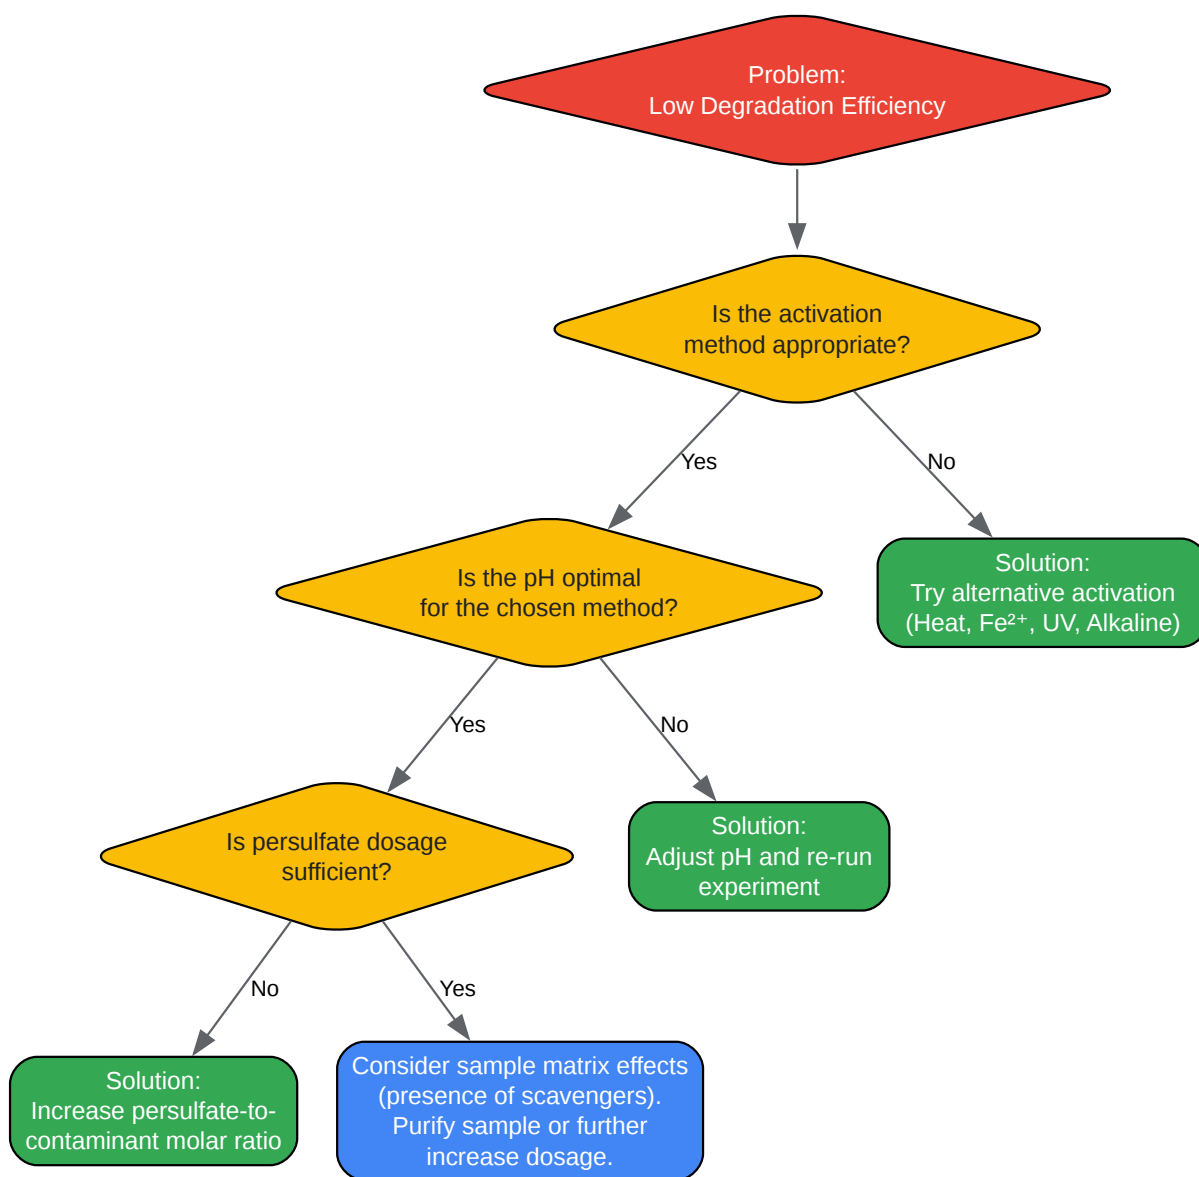 Problem:
Low Degradation Efficiency
Is the activation
method appropriate?
Yes
No
Is the pH optimal
for the chosen method?
Solution:
Try alternative activation
(Heat, Fe²⁺, UV, Alkaline)
Yes
No
Is persulfate dosage
sufficient?
Solution:
Adjust pH and re-run
experiment
No
Yes
Solution:
Increase persulfate-to-
contaminant molar ratio
Consider sample matrix effects
(presence of scavengers).
Purify sample or further
increase dosage.